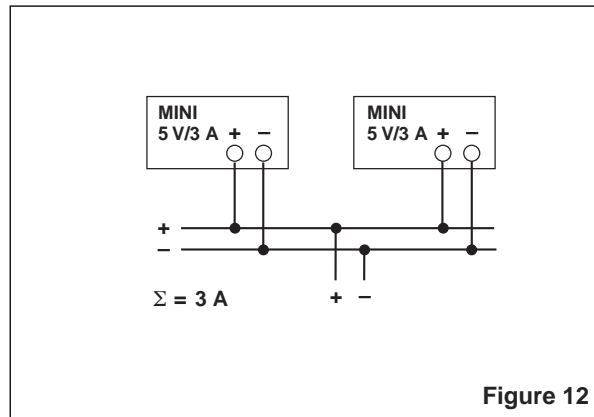 MINI
5 V/3 A + −
MINI
5 V/3 A + −
+
−
Σ = 3 A
+ −
Figure 12